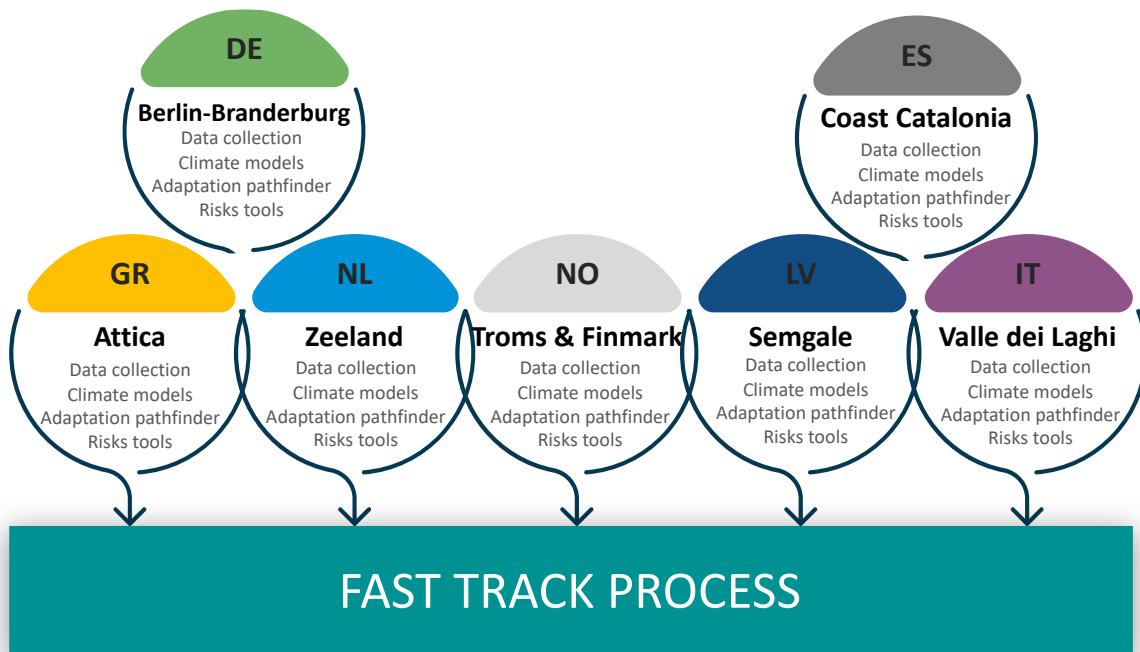 DE
Berlin-Branderburg
Data collection
Climate models
Adaptation pathfinder
Risks tools
ES
Coast Catalonia
Data collection
Climate models
Adaptation pathfinder
Risks tools
GR
Attica
Data collection
Climate models
Adaptation pathfinder
Risks tools
NL
Zeeland
Data collection
Climate models
Adaptation pathfinder
Risks tools
NO
Troms & Finmark
Data collection
Climate models
Adaptation pathfinder
Risks tools
LV
Semgale
Data collection
Climate models
Adaptation pathfinder
Risks tools
IT
Valle dei Laghi
Data collection
Climate models
Adaptation pathfinder
Risks tools
FAST TRACK PROCESS